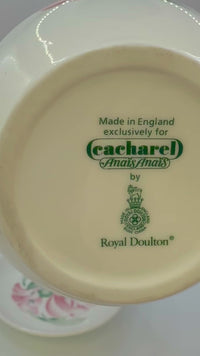 Made in England
exclusively for
cacharel
Anaïs Anaïs
by
Royal Doulton®